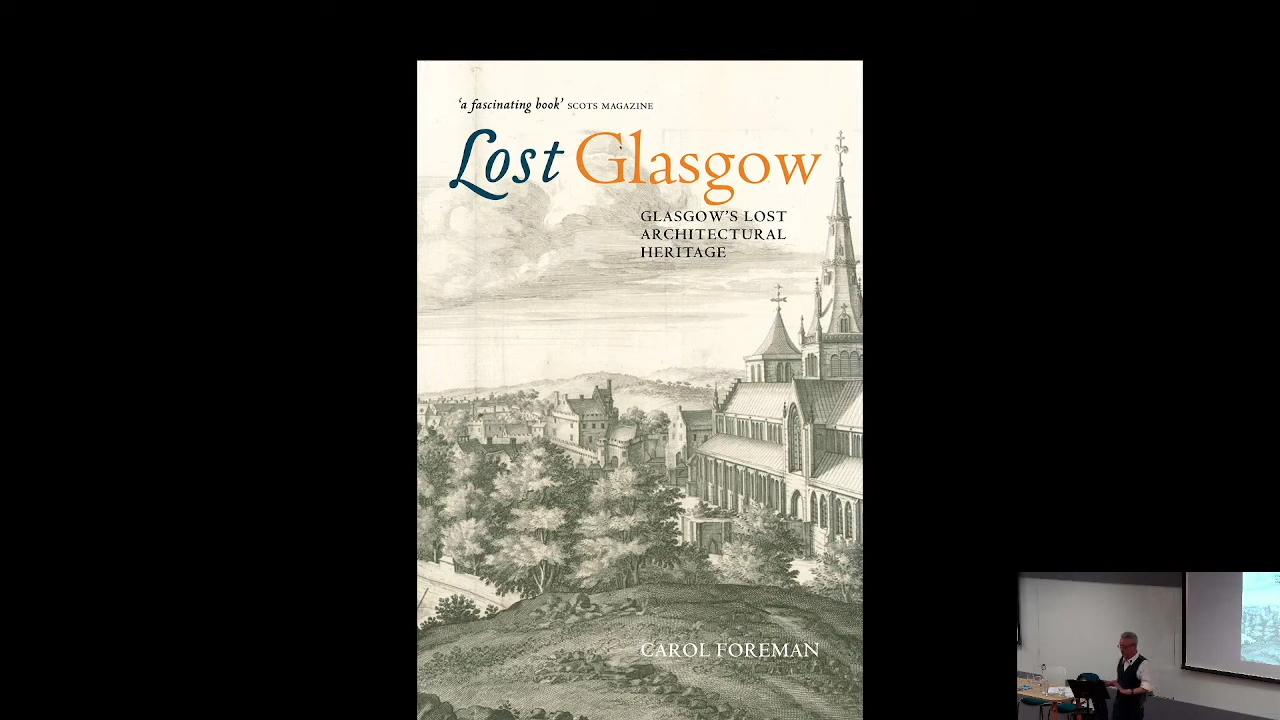 ‘a fascinating book’ SCOTS MAGAZINE
Lost Glasgow
GLASGOW’S LOST
ARCHITECTURAL
HERITAGE
CAROL FOREMAN